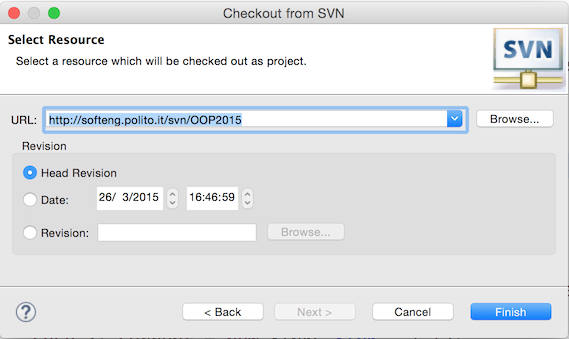 Checkout from SVN
Select Resource
Select a resource which will be checked out as project.
SVN
URL: http://softeng.polito.it/svn/OOP2015 Browse...
Revision
Head Revision
Date: 26/ 3/2015 16:46:59
Revision: Browse...
? < Back Next > Cancel Finish